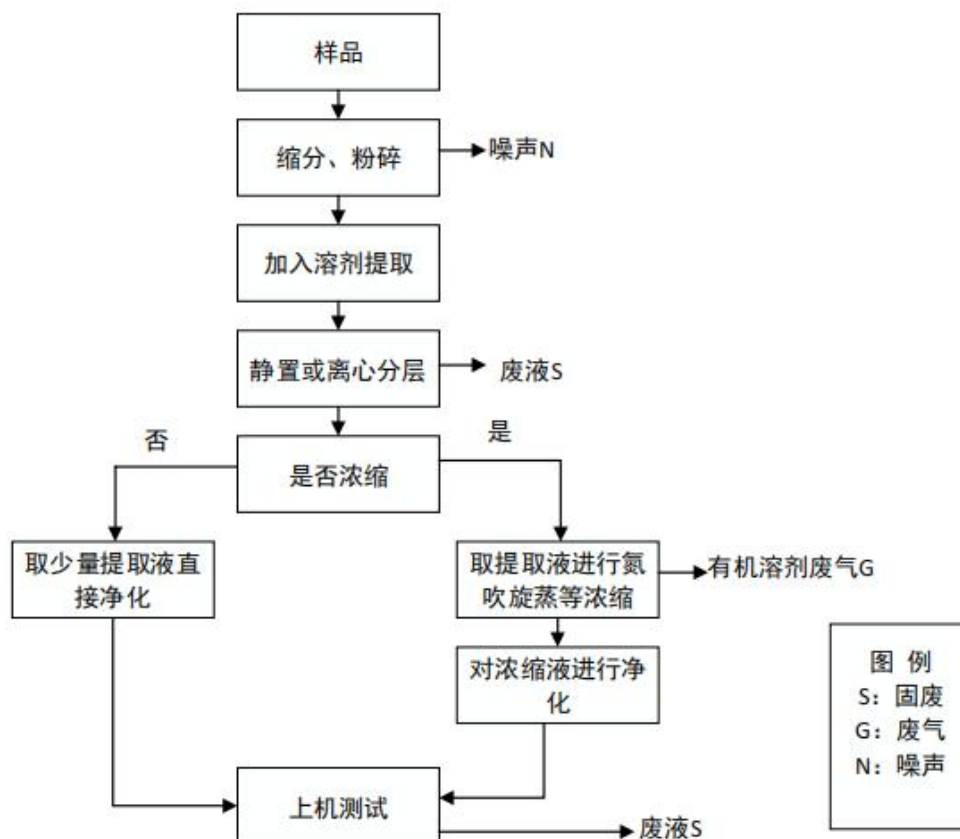 样品
缩分、粉碎
噪声N
加入溶剂提取
静置或离心分层
废液S
否
是
是否浓缩
取少量提取液直
接净化
取提取液进行氮
吹旋蒸等浓缩
有机溶剂废气G
对浓缩液进行净
化
图 例
S：固废
G：废气
N：噪声
上机测试
废液S